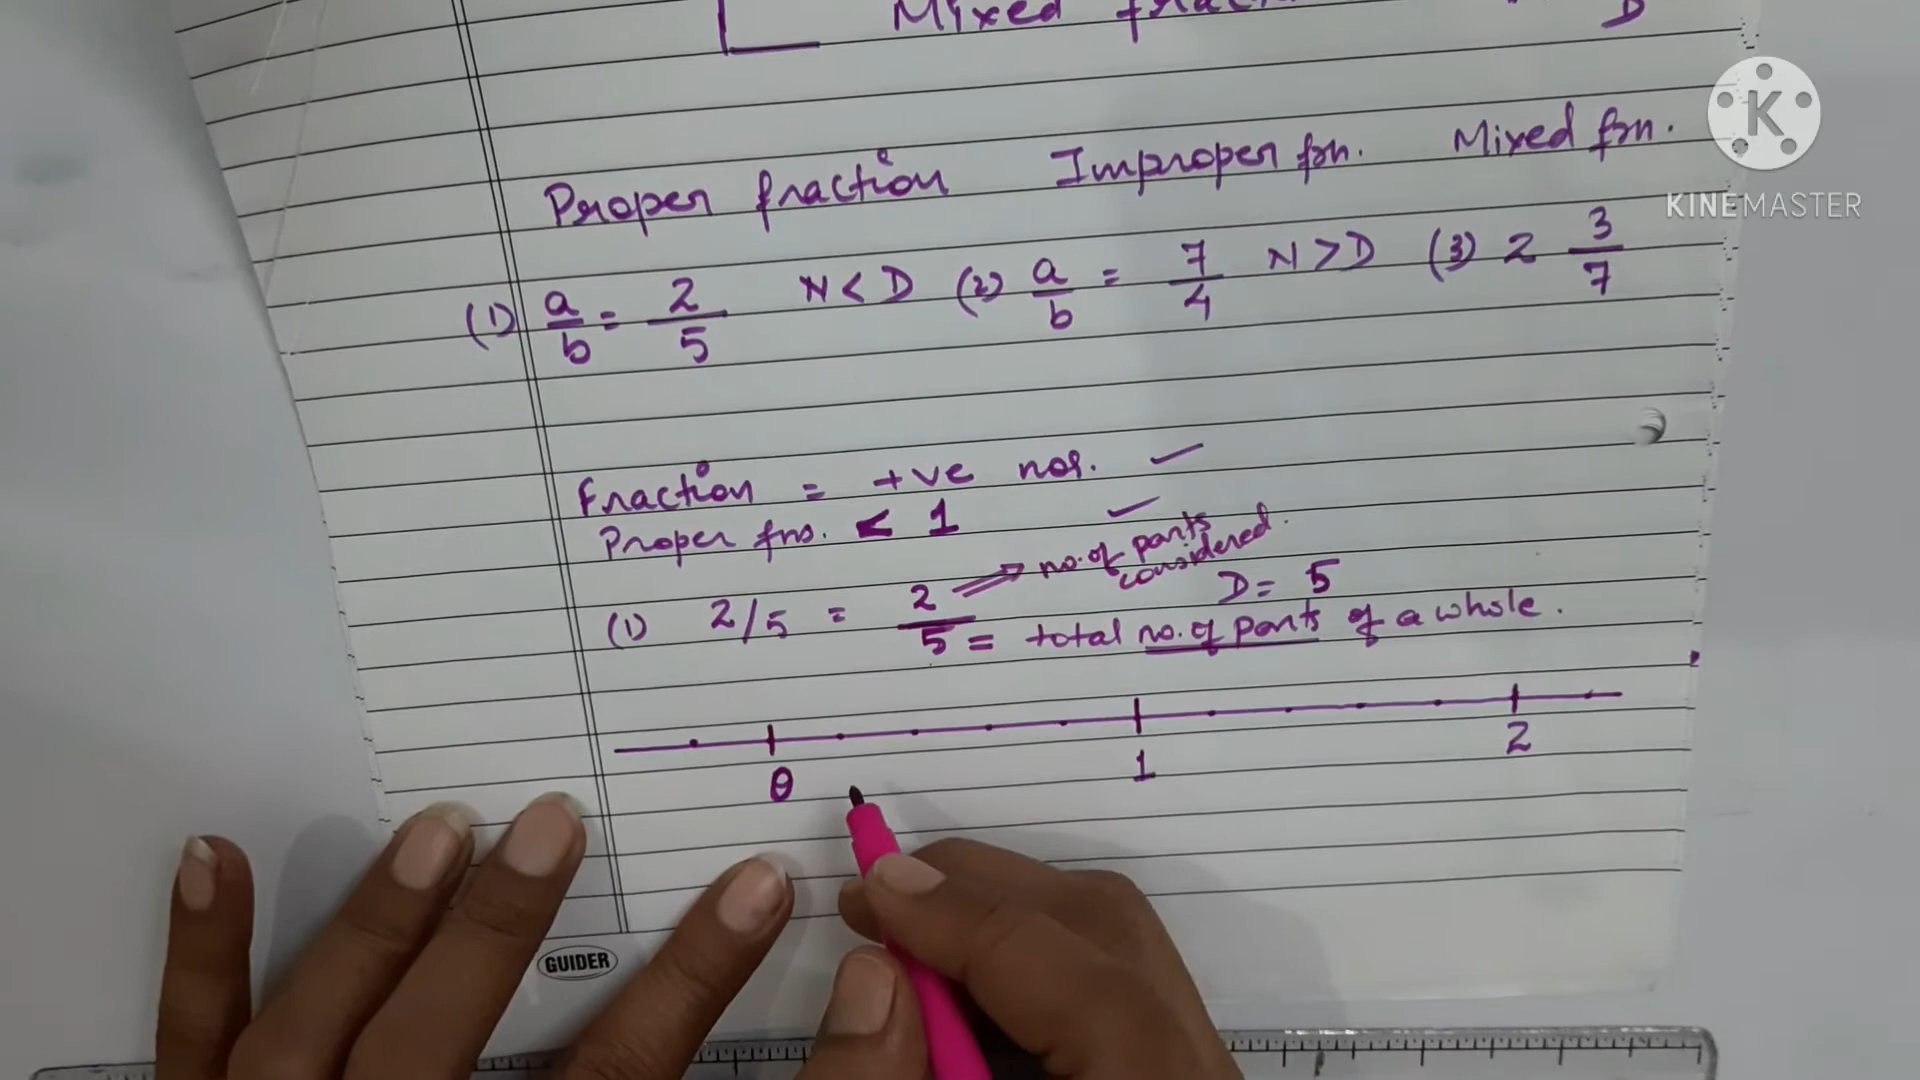 Mixed
D
Proper fraction Improper frn. Mixed frn.
(1) a/b = 2/5 N < D (2) a/b = 7/4 N > D (3) 2 3/7
Fraction = +ve nos. ✓
Proper frns. < 1 ✓
(1) 2/5 = 2/5 ⇒ no. of parts considered.
D = 5
= total no. of parts of a whole.
0 1 2
GUIDER
K
KINEMASTER